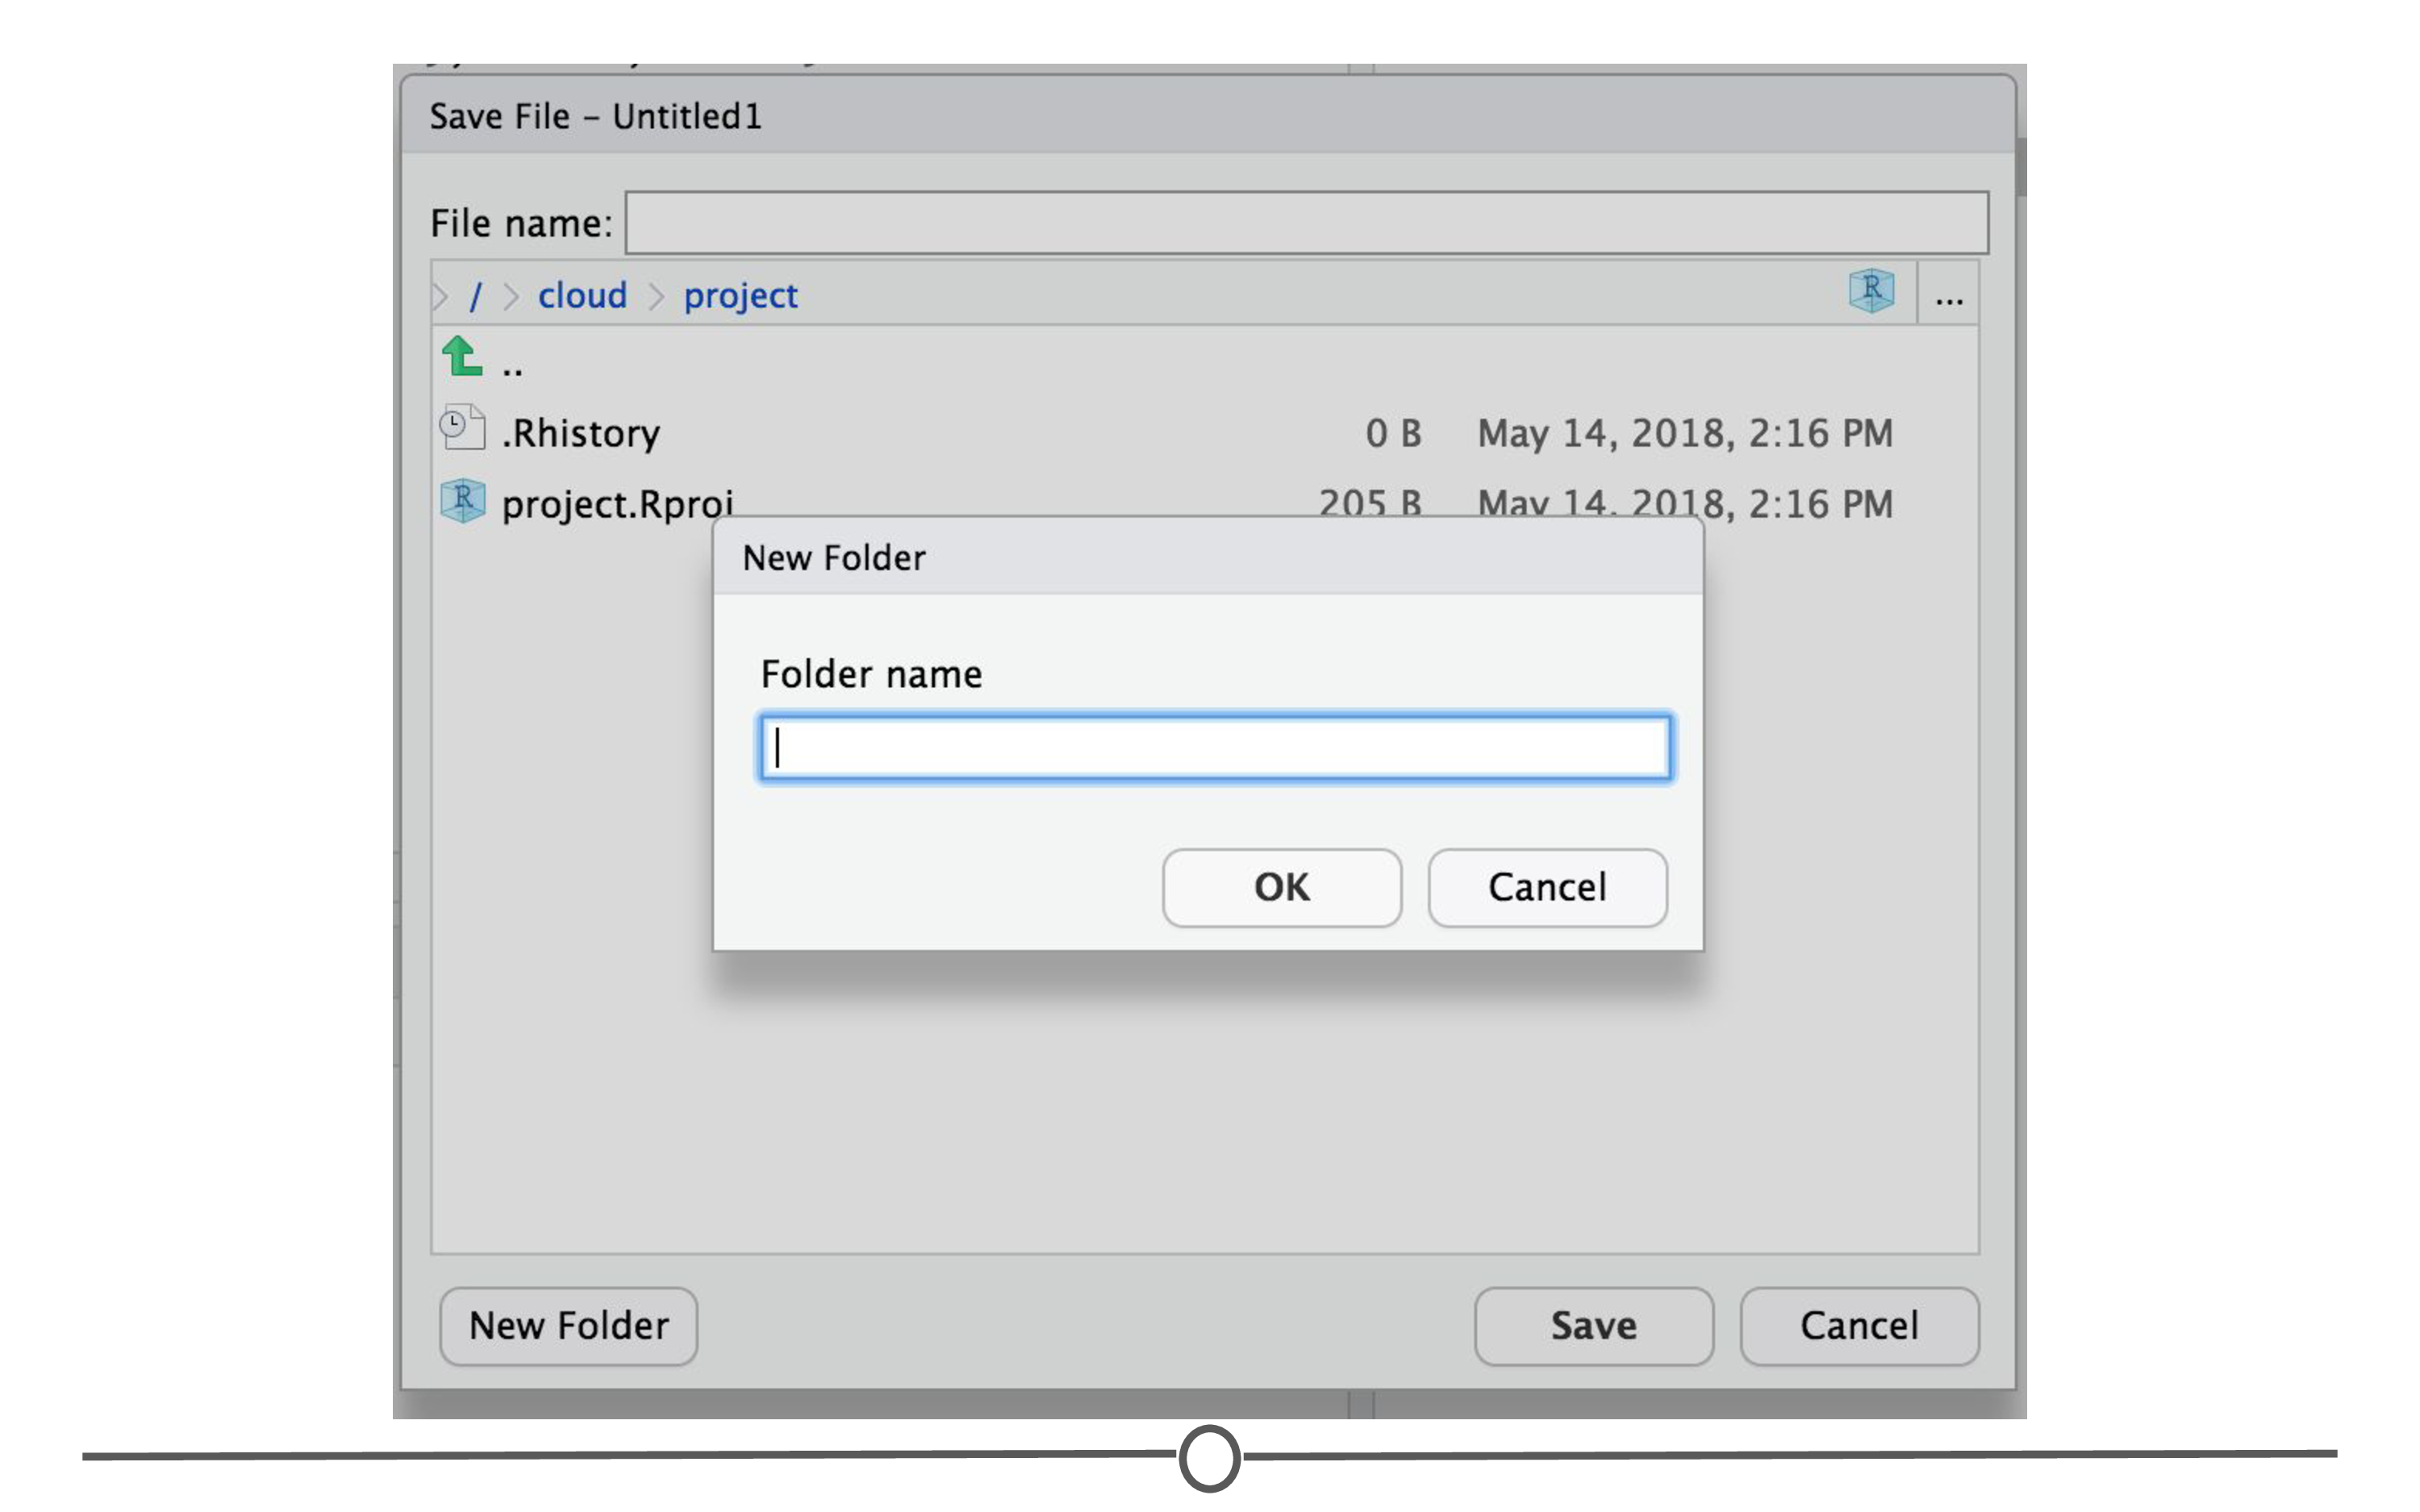 Save File – Untitled1
File name:
/ cloud project
...
..
.Rhistory 0 B May 14, 2018, 2:16 PM
project.Rproj 205 B May 14, 2018, 2:16 PM
New Folder
Folder name
OK Cancel
New Folder Save Cancel